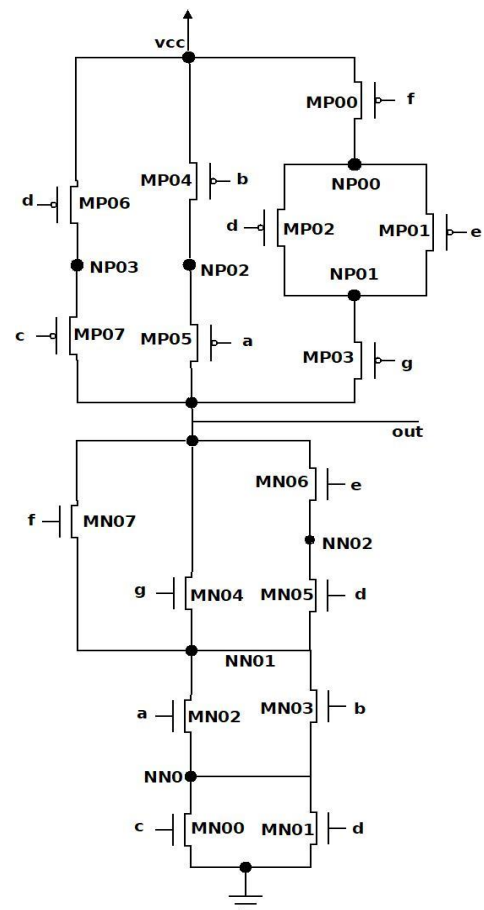 vcc
MP00 f
MP04 b
d MP06
NP00
d MP02 MP01 e
NP03 NP02 NP01
c MP07 MP05 a
MP03 g
out
MN06 e
f MN07
NN02
g MN04 MN05 d
NN01
a MN02 MN03 b
NN0
c MN00 MN01 d